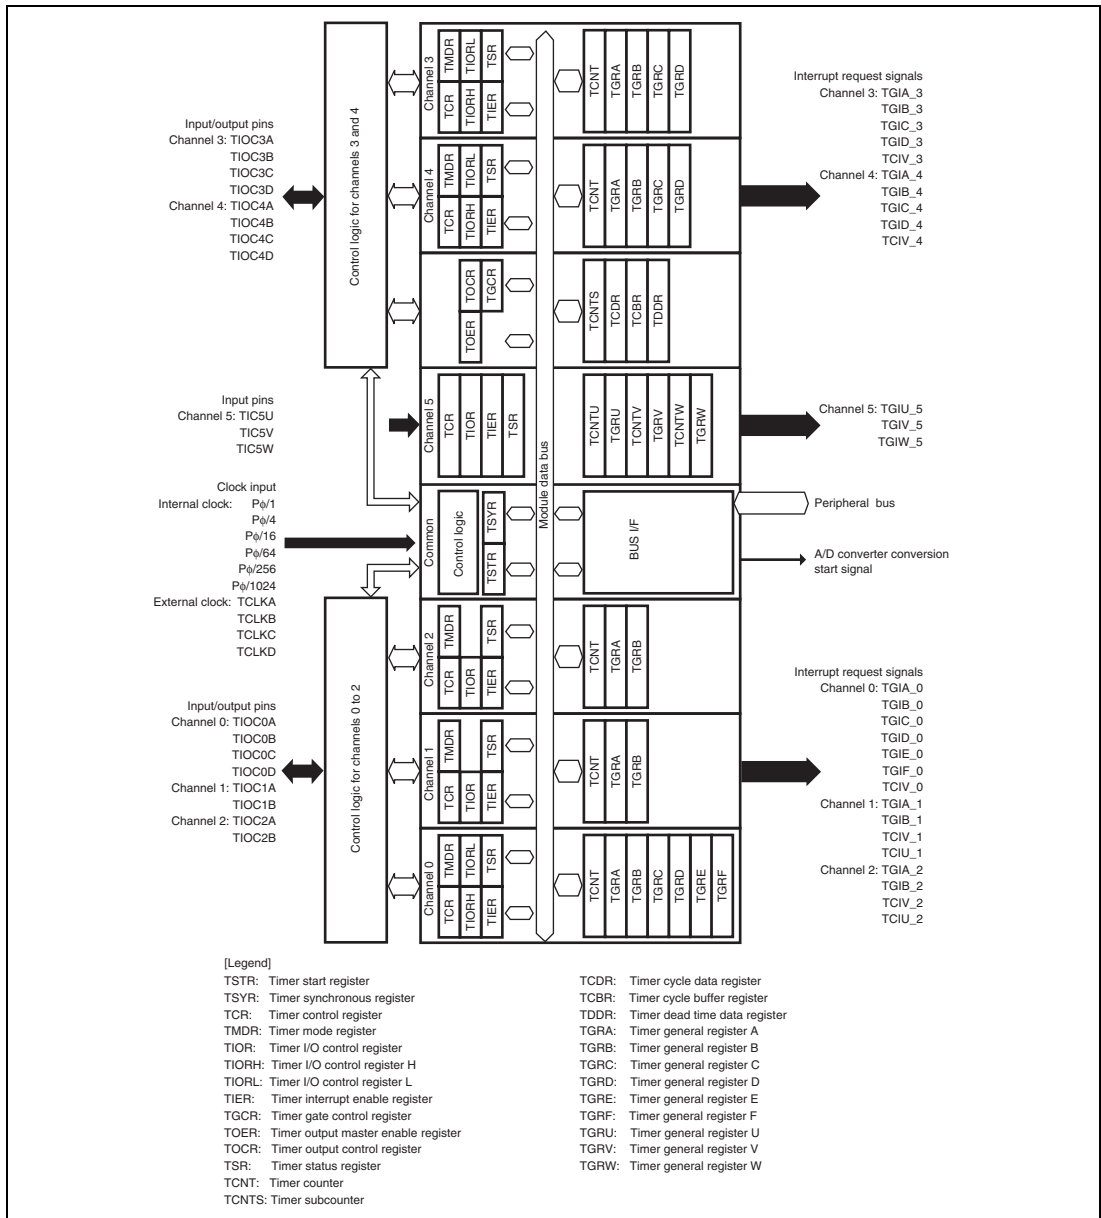 Input/output pins
Channel 3: TIOC3A
TIOC3B
TIOC3C
TIOC3D
Channel 4: TIOC4A
TIOC4B
TIOC4C
TIOC4D
Input pins
Channel 5: TIC5U
TIC5V
TIC5W
Clock input
Internal clock: Pϕ/1
Pϕ/4
Pϕ/16
Pϕ/64
Pϕ/256
Pϕ/1024
External clock: TCLKA
TCLKB
TCLKC
TCLKD
Input/output pins
Channel 0: TIOC0A
TIOC0B
TIOC0C
TIOC0D
Channel 1: TIOC1A
TIOC1B
Channel 2: TIOC2A
TIOC2B
Control logic for channels 3 and 4
Control logic for channels 0 to 2
Channel 3
TCR
TMDR
TIORH
TIORL
TIER
TSR
TCNT
TGRA
TGRB
TGRC
TGRD
Channel 4
TCR
TMDR
TIORH
TIORL
TIER
TSR
TCNT
TGRA
TGRB
TGRC
TGRD
TOER
TOCR
TGCR
TCNTS
TCDR
TCBR
TDDR
Channel 5
TCR
TIOR
TIER
TSR
TCNTU
TGRU
TCNTV
TGRV
TCNTW
TGRW
Module data bus
Common
Control logic
TSTR
TSYR
BUS I/F
Channel 2
TCR
TMDR
TIOR
TIER
TSR
TCNT
TGRA
TGRB
Channel 1
TCR
TMDR
TIOR
TIER
TSR
TCNT
TGRA
TGRB
Channel 0
TCR
TMDR
TIORH
TIORL
TIER
TSR
TCNT
TGRA
TGRB
TGRC
TGRD
TGRE
TGRF
Interrupt request signals
Channel 3: TGIA_3
TGIB_3
TGIC_3
TGID_3
TCIV_3
Channel 4: TGIA_4
TGIB_4
TGIC_4
TGID_4
TCIV_4
Channel 5: TGIU_5
TGIV_5
TGIW_5
Peripheral bus
A/D converter conversion
start signal
Interrupt request signals
Channel 0: TGIA_0
TGIB_0
TGIC_0
TGID_0
TGIE_0
TGIF_0
TCIV_0
Channel 1: TGIA_1
TGIB_1
TCIV_1
TCIU_1
Channel 2: TGIA_2
TGIB_2
TCIV_2
TCIU_2
[Legend]
TSTR: Timer start register
TSYR: Timer synchronous register
TCR: Timer control register
TMDR: Timer mode register
TIOR: Timer I/O control register
TIORH: Timer I/O control register H
TIORL: Timer I/O control register L
TIER: Timer interrupt enable register
TGCR: Timer gate control register
TOER: Timer output master enable register
TOCR: Timer output control register
TSR: Timer status register
TCNT: Timer counter
TCNTS: Timer subcounter
TCDR: Timer cycle data register
TCBR: Timer cycle buffer register
TDDR: Timer dead time data register
TGRA: Timer general register A
TGRB: Timer general register B
TGRC: Timer general register C
TGRD: Timer general register D
TGRE: Timer general register E
TGRF: Timer general register F
TGRU: Timer general register U
TGRV: Timer general register V
TGRW: Timer general register W